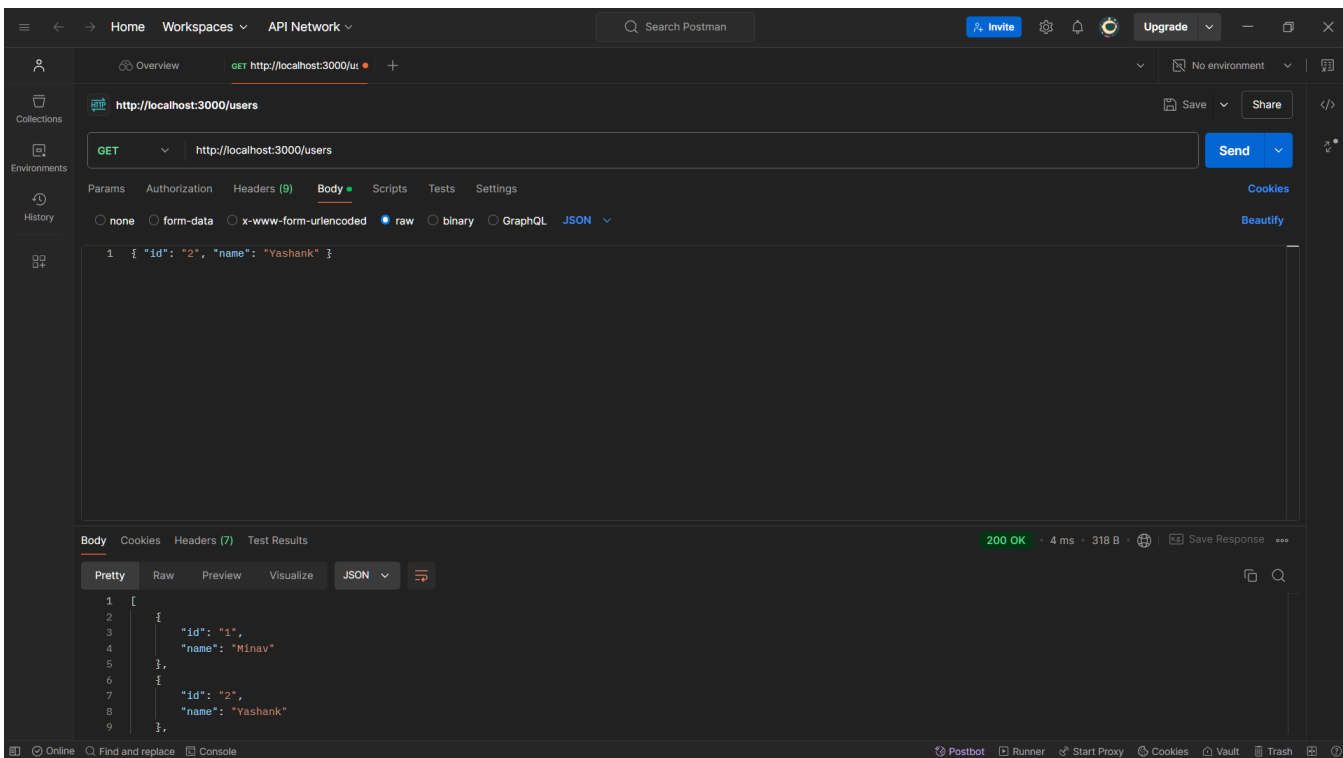 Home Workspaces API Network Search Postman Invite Upgrade
Overview GET http://localhost:3000/us No environment
HTTP http://localhost:3000/users Save Share
Collections
GET http://localhost:3000/users Send
Environments
Params Authorization Headers (9) Body Scripts Tests Settings Cookies
History
none form-data x-www-form-urlencoded raw binary GraphQL JSON Beautify
1 { "id": "2", "name": "Yashank" }
Body Cookies Headers (7) Test Results 200 OK 4 ms 318 B Save Response
Pretty Raw Preview Visualize JSON
1 [
2 {
3 "id": "1",
4 "name": "Minav"
5 },
6 {
7 "id": "2",
8 "name": "Yashank"
9 },
Online Find and replace Console Postbot Runner Start Proxy Cookies Vault Trash